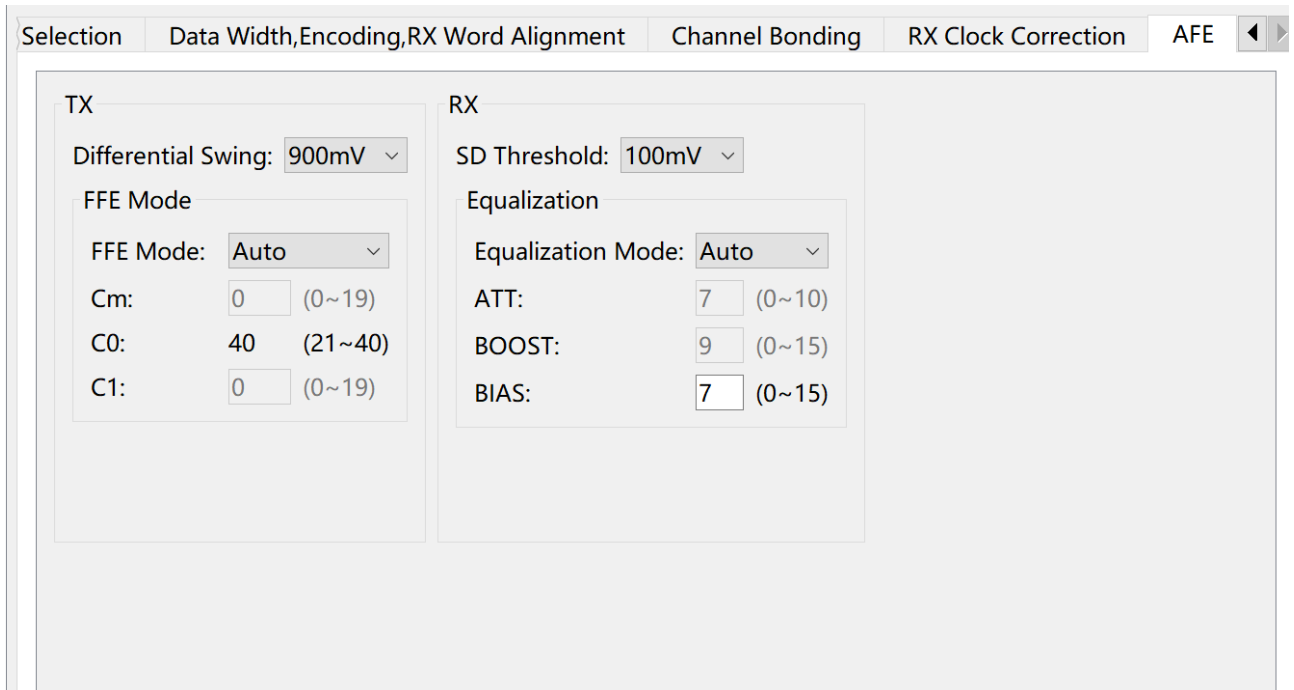 Selection Data Width,Encoding,RX Word Alignment Channel Bonding RX Clock Correction AFE
TX
Differential Swing: 900mV
FFE Mode
FFE Mode: Auto
Cm: 0 (0~19)
C0: 40 (21~40)
C1: 0 (0~19)
RX
SD Threshold: 100mV
Equalization
Equalization Mode: Auto
ATT: 7 (0~10)
BOOST: 9 (0~15)
BIAS: 7 (0~15)